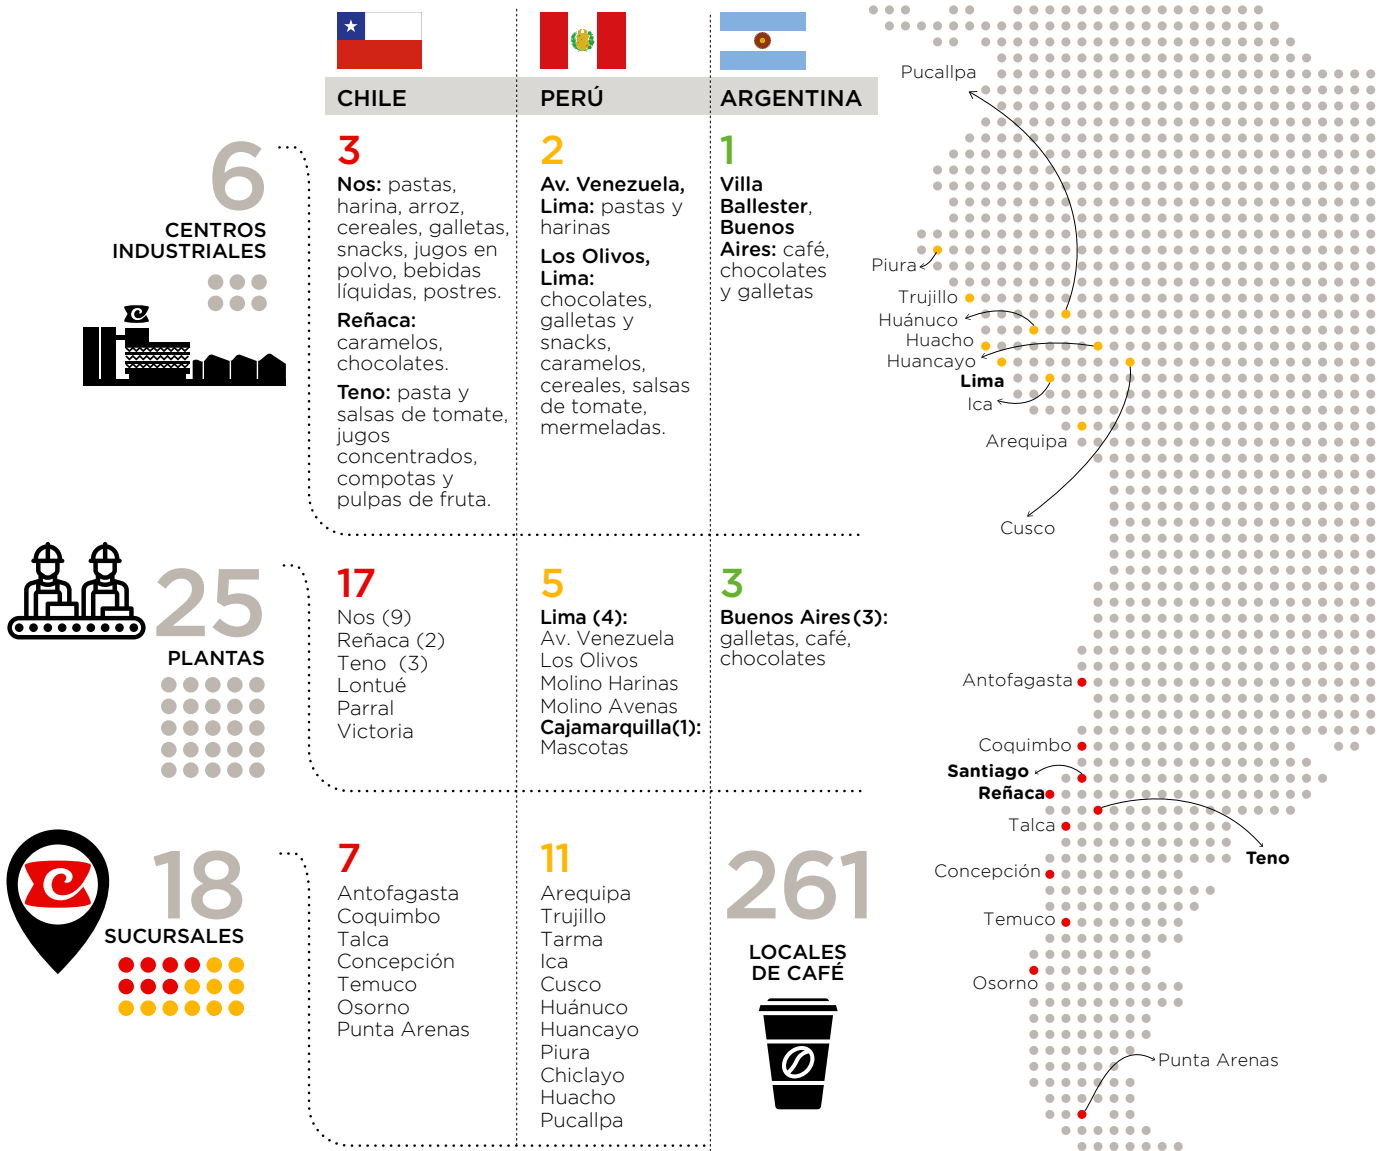 CHILE
PERÚ
ARGENTINA
6
CENTROS
INDUSTRIALES
3
Nos: pastas,
harina, arroz,
cereales, galletas,
snacks, jugos en
polvo, bebidas
líquidas, postres.
Reñaca:
caramelos,
chocolates.
Teno: pasta y
salsas de tomate,
jugos
concentrados,
compotas y
pulpas de fruta.
2
Av. Venezuela,
Lima: pastas y
harinas
Los Olivos,
Lima:
chocolates,
galletas y
snacks,
caramelos,
cereales, salsas
de tomate,
mermeladas.
1
Villa
Ballester,
Buenos
Aires: café,
chocolates
y galletas
25
PLANTAS
17
Nos (9)
Reñaca (2)
Teno (3)
Lontué
Parral
Victoria
5
Lima (4):
Av. Venezuela
Los Olivos
Molino Harinas
Molino Avenas
Cajamarquilla(1):
Mascotas
3
Buenos Aires(3):
galletas, café,
chocolates
18
SUCURSALES
7
Antofagasta
Coquimbo
Talca
Concepción
Temuco
Osorno
Punta Arenas
11
Arequipa
Trujillo
Tarma
Ica
Cusco
Huánuco
Huancayo
Piura
Chiclayo
Huacho
Pucallpa
261
LOCALES
DE CAFÉ
Pucallpa
Piura
Trujillo
Huánuco
Huacho
Huancayo
Lima
Ica
Arequipa
Cusco
Antofagasta
Coquimbo
Santiago
Reñaca
Talca
Teno
Concepción
Temuco
Osorno
Punta Arenas